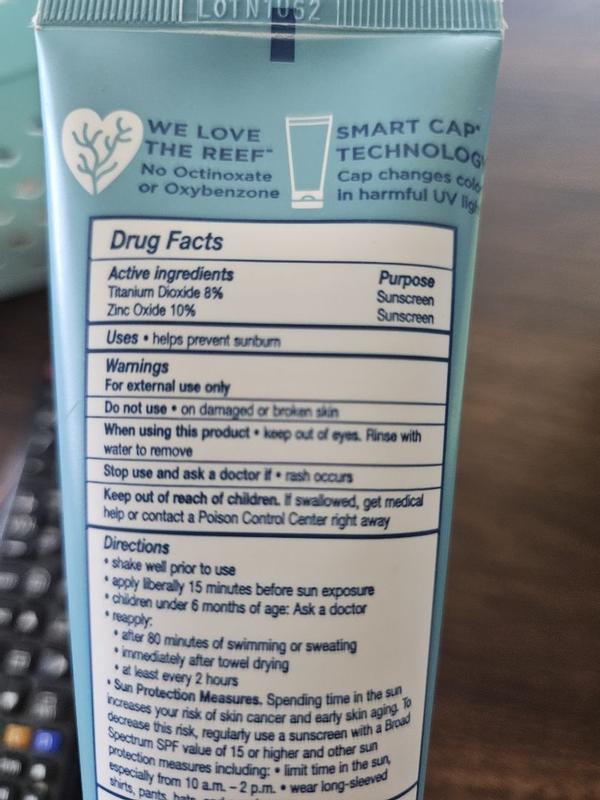 LOTN1062
WE LOVE
THE REEF™
No Octinoxate
or Oxybenzone
SMART CAP
TECHNOLOG
Cap changes colo
in harmful UV lig
Drug Facts
Active ingredients Purpose
Titanium Dioxide 8% Sunscreen
Zinc Oxide 10% Sunscreen
Uses • helps prevent sunburn
Warnings
For external use only
Do not use • on damaged or broken skin
When using this product • keep out of eyes. Rinse with
water to remove
Stop use and ask a doctor if • rash occurs
Keep out of reach of children. If swallowed, get medical
help or contact a Poison Control Center right away
Directions
• shake well prior to use
• apply liberally 15 minutes before sun exposure
• children under 6 months of age: Ask a doctor
• reapply:
• after 80 minutes of swimming or sweating
• immediately after towel drying
• at least every 2 hours
• Sun Protection Measures. Spending time in the sun
increases your risk of skin cancer and early skin aging. To
decrease this risk, regularly use a sunscreen with a Broad
Spectrum SPF value of 15 or higher and other sun
protection measures including: • limit time in the sun,
especially from 10 a.m. – 2 p.m. • wear long-sleeved
shirts, pants, hats,